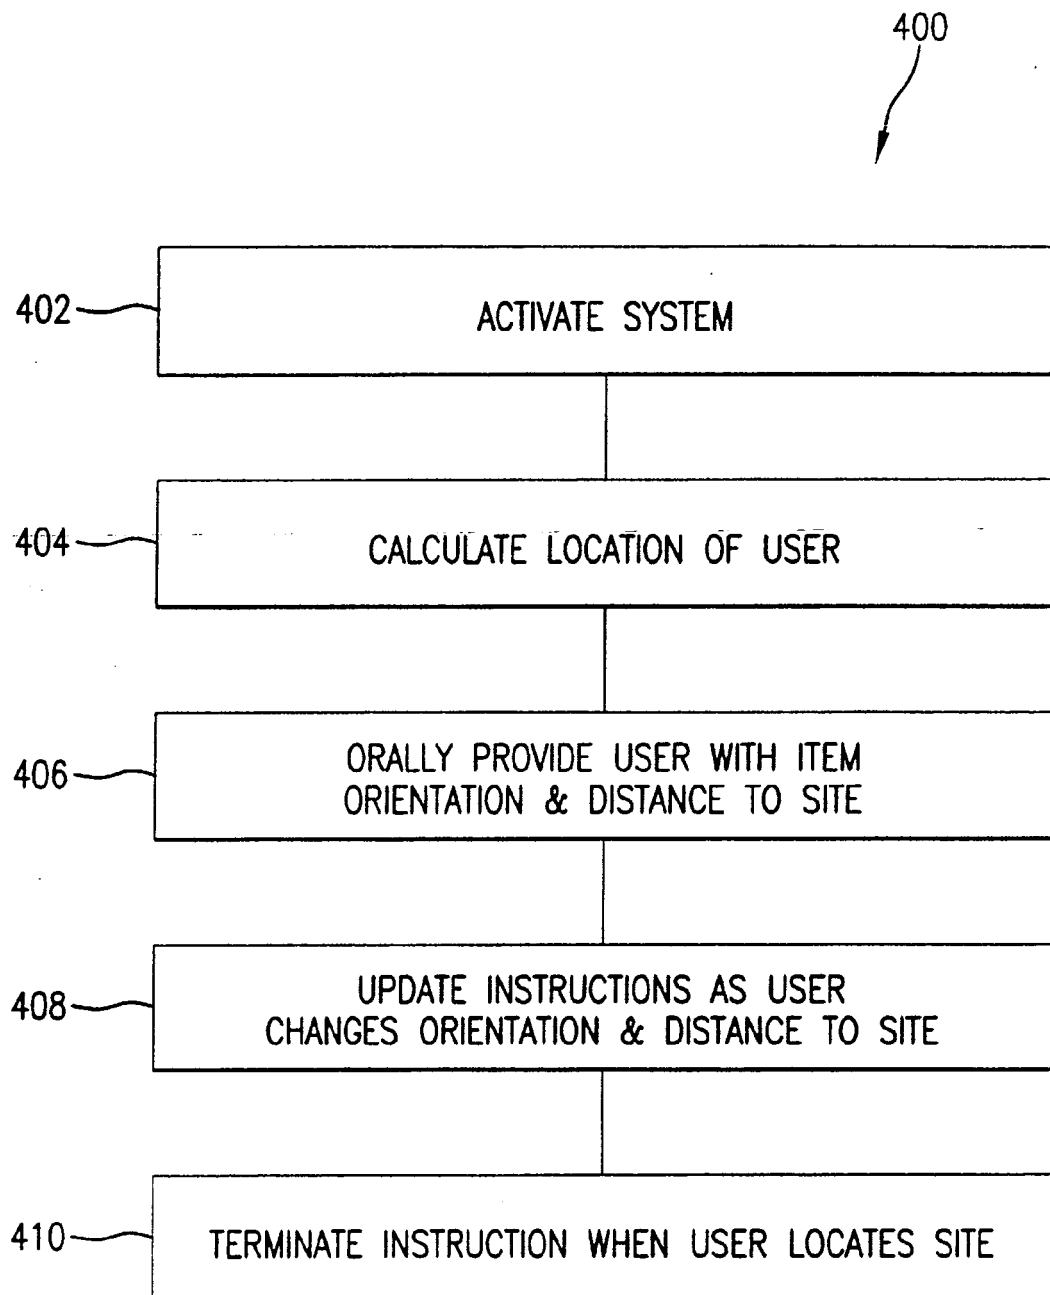 400
402
ACTIVATE SYSTEM
404
CALCULATE LOCATION OF USER
406
ORALLY PROVIDE USER WITH ITEM
ORIENTATION & DISTANCE TO SITE
408
UPDATE INSTRUCTIONS AS USER
CHANGES ORIENTATION & DISTANCE TO SITE
410
TERMINATE INSTRUCTION WHEN USER LOCATES SITE